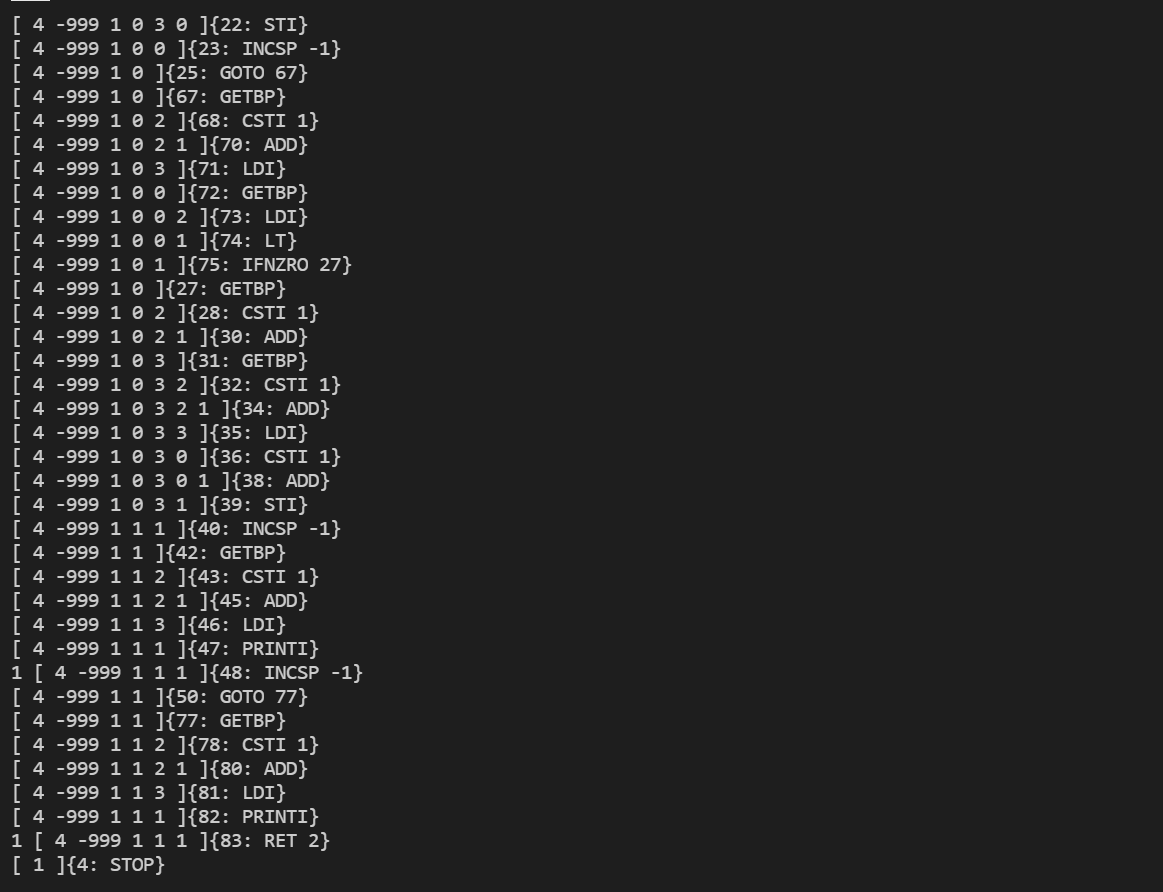 [ 4 -999 1 0 3 0 ]{22: STI}
[ 4 -999 1 0 0 ]{23: INCSP -1}
[ 4 -999 1 0 ]{25: GOTO 67}
[ 4 -999 1 0 ]{67: GETBP}
[ 4 -999 1 0 2 ]{68: CSTI 1}
[ 4 -999 1 0 2 1 ]{70: ADD}
[ 4 -999 1 0 3 ]{71: LDI}
[ 4 -999 1 0 0 ]{72: GETBP}
[ 4 -999 1 0 0 2 ]{73: LDI}
[ 4 -999 1 0 0 1 ]{74: LT}
[ 4 -999 1 0 1 ]{75: IFNZRO 27}
[ 4 -999 1 0 ]{27: GETBP}
[ 4 -999 1 0 2 ]{28: CSTI 1}
[ 4 -999 1 0 2 1 ]{30: ADD}
[ 4 -999 1 0 3 ]{31: GETBP}
[ 4 -999 1 0 3 2 ]{32: CSTI 1}
[ 4 -999 1 0 3 2 1 ]{34: ADD}
[ 4 -999 1 0 3 3 ]{35: LDI}
[ 4 -999 1 0 3 0 ]{36: CSTI 1}
[ 4 -999 1 0 3 0 1 ]{38: ADD}
[ 4 -999 1 0 3 1 ]{39: STI}
[ 4 -999 1 1 1 ]{40: INCSP -1}
[ 4 -999 1 1 ]{42: GETBP}
[ 4 -999 1 1 2 ]{43: CSTI 1}
[ 4 -999 1 1 2 1 ]{45: ADD}
[ 4 -999 1 1 3 ]{46: LDI}
[ 4 -999 1 1 1 ]{47: PRINTI}
1 [ 4 -999 1 1 1 ]{48: INCSP -1}
[ 4 -999 1 1 ]{50: GOTO 77}
[ 4 -999 1 1 ]{77: GETBP}
[ 4 -999 1 1 2 ]{78: CSTI 1}
[ 4 -999 1 1 2 1 ]{80: ADD}
[ 4 -999 1 1 3 ]{81: LDI}
[ 4 -999 1 1 1 ]{82: PRINTI}
1 [ 4 -999 1 1 1 ]{83: RET 2}
[ 1 ]{4: STOP}